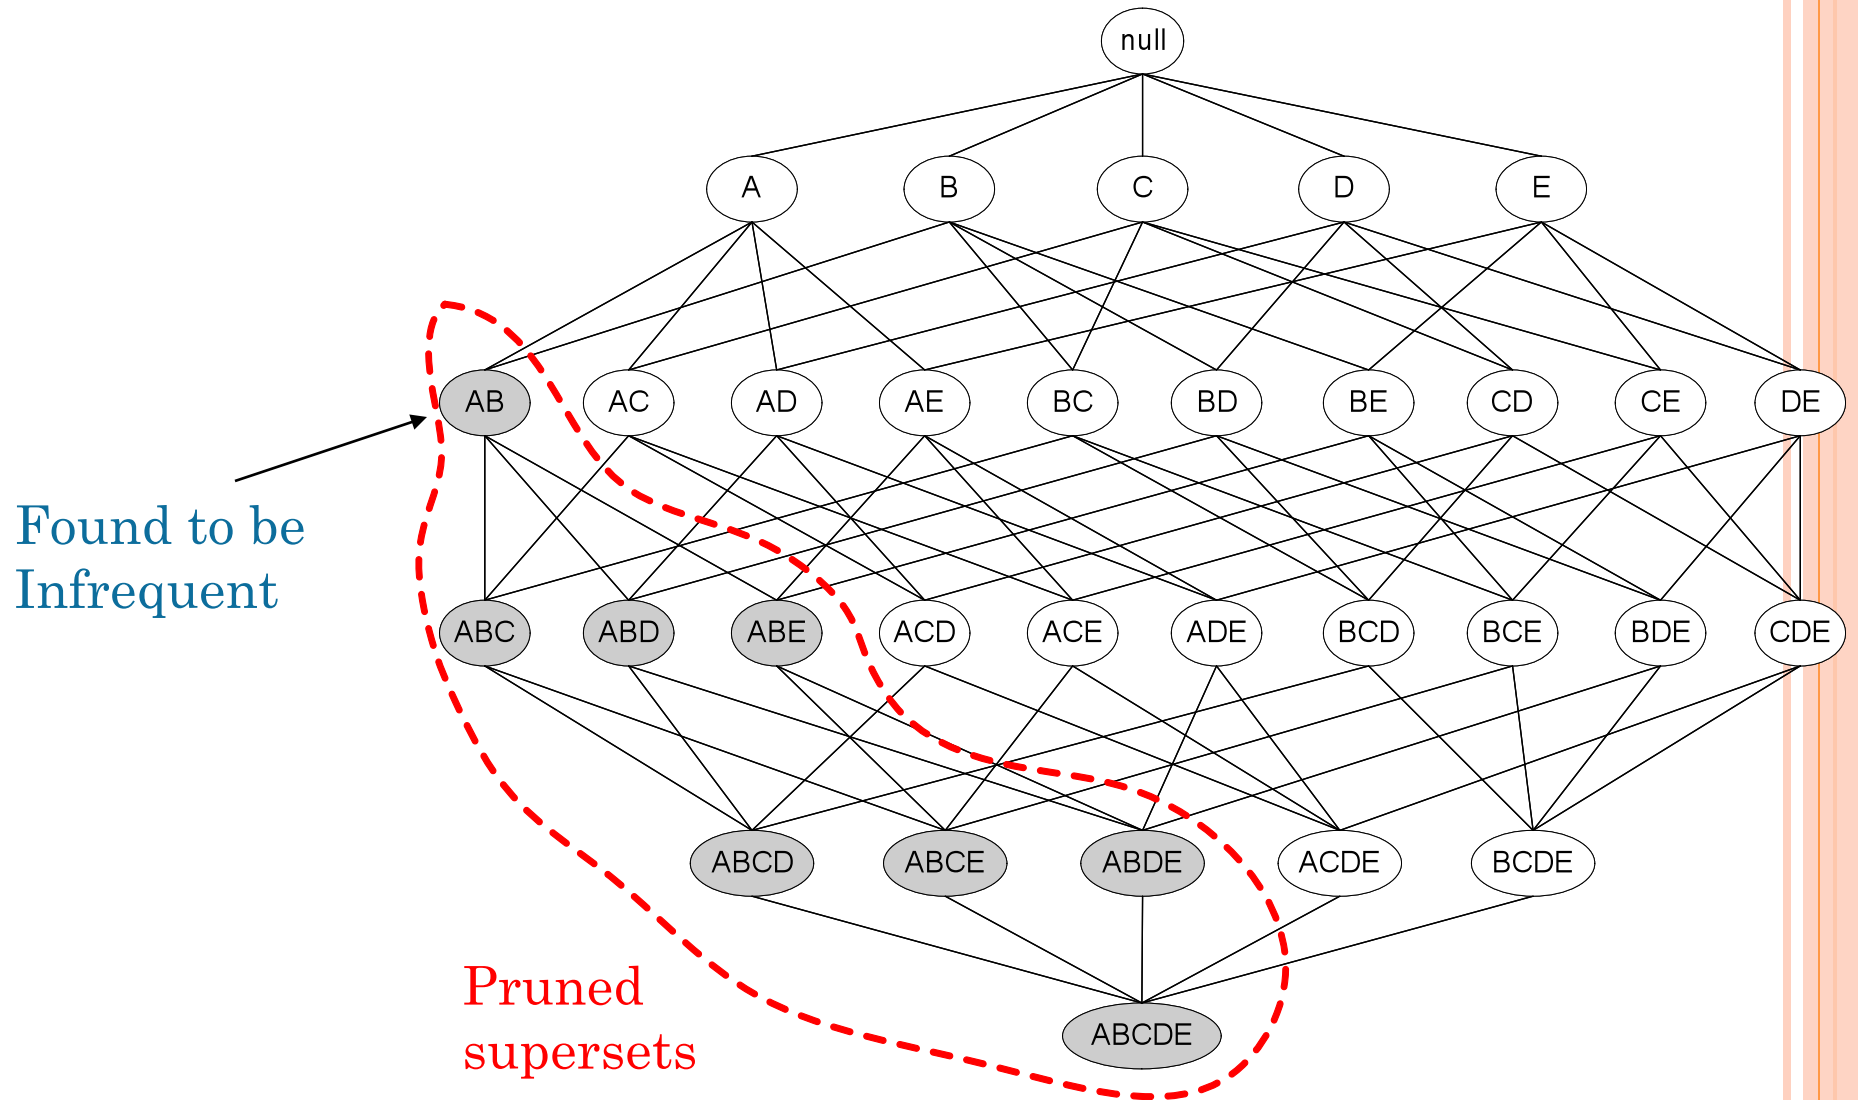 null
A B C D E
AB AC AD AE BC BD BE CD CE DE
Found to be
Infrequent
ABC ABD ABE ACD ACE ADE BCD BCE BDE CDE
ABCD ABCE ABDE ACDE BCDE
Pruned
supersets
ABCDE